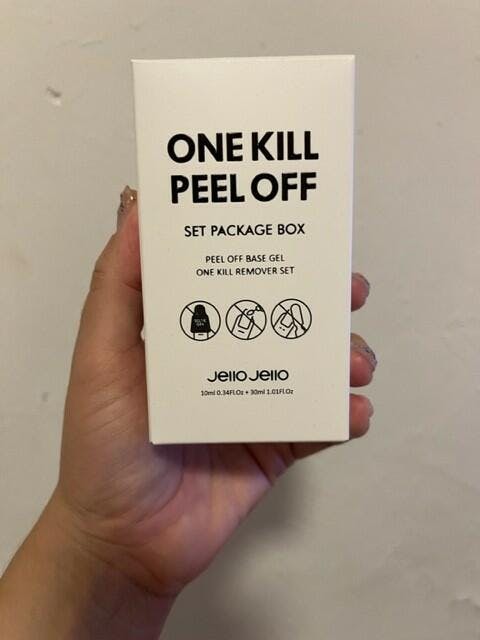 ONE KILL
PEEL OFF
SET PACKAGE BOX
PEEL OFF BASE GEL
ONE KILL REMOVER SET
Jello Jello
10ml 0.34Fl.Oz + 30ml 1.01Fl.Oz